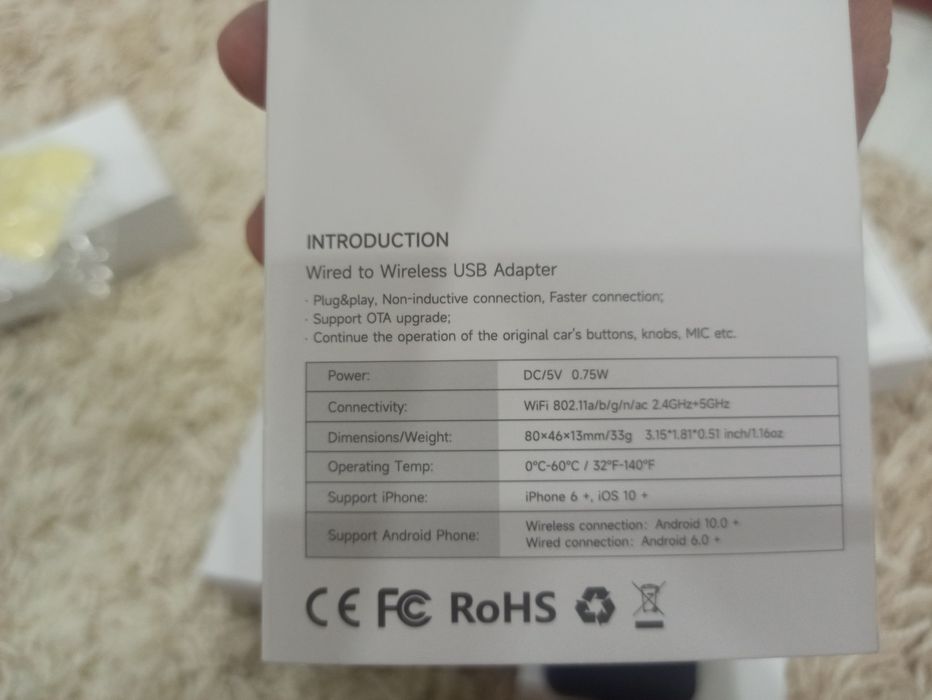 INTRODUCTION
Wired to Wireless USB Adapter
· Plug&play, Non-inductive connection, Faster connection;
· Support OTA upgrade;
· Continue the operation of the original car's buttons, knobs, MIC etc.
Power: DC/5V 0.75W
Connectivity: WiFi 802.11a/b/g/n/ac 2.4GHz+5GHz
Dimensions/Weight: 80×46×13mm/33g 3.15*1.81*0.51 inch/1.16oz
Operating Temp: 0°C-60°C / 32°F-140°F
Support iPhone: iPhone 6 +, iOS 10 +
Support Android Phone: Wireless connection: Android 10.0 +
Wired connection: Android 6.0 +
CE FC RoHS